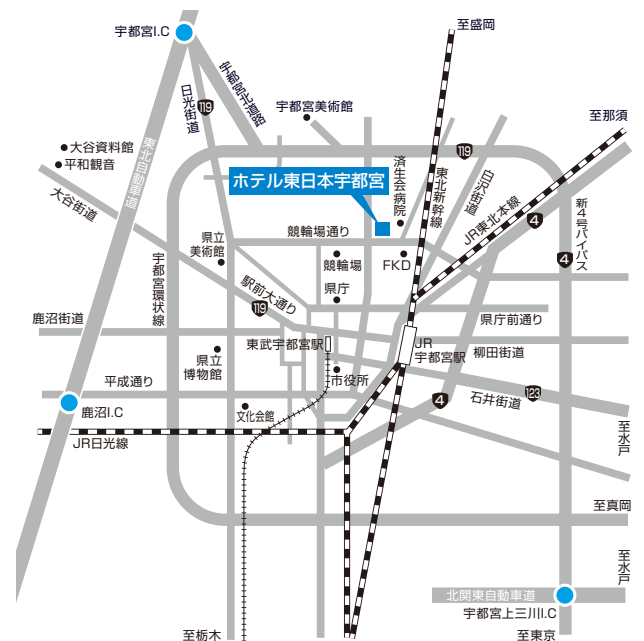 至盛岡
宇都宮I.C
宇都宮北道路
日光街道
119
宇都宮美術館
至那須
大谷資料館
平和観音
東北自動車道
大谷街道
ホテル東日本宇都宮
済生会病院
東北新幹線
119
白沢街道
JR東北本線
4
新4号バイパス
4
競輪場通り
県立
美術館
競輪場
FKD
宇都宮環状線
駅前大通り
119
県庁
鹿沼街道
県庁前通り
東武宇都宮駅
JR
宇都宮駅
柳田街道
県立
博物館
市役所
平成通り
石井街道
123
4
鹿沼I.C
文化会館
至水戸
JR日光線
至真岡
至水戸
北関東自動車道
宇都宮上三川I.C
至栃木
至東京